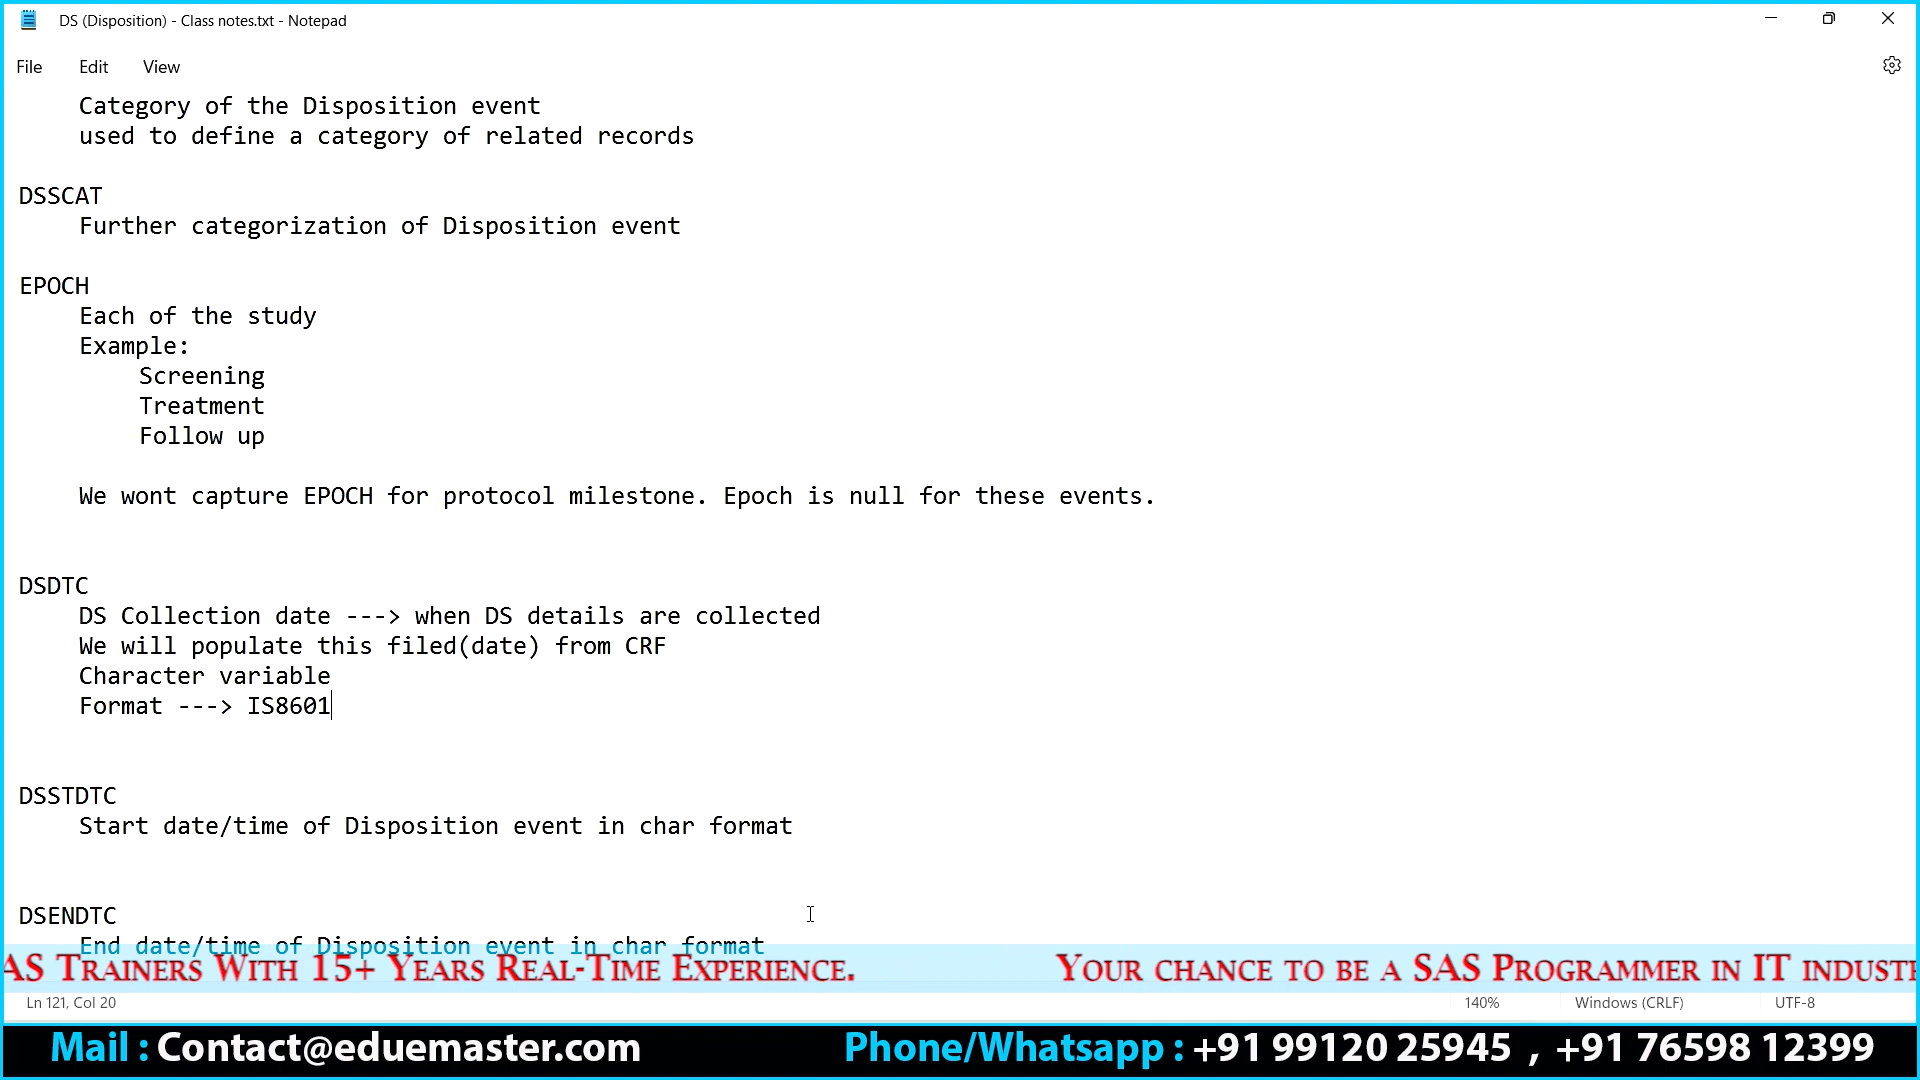 DS (Disposition) - Class notes.txt - Notepad
File Edit View
Category of the Disposition event
used to define a category of related records
DSSCAT
Further categorization of Disposition event
EPOCH
Each of the study
Example:
Screening
Treatment
Follow up
We wont capture EPOCH for protocol milestone. Epoch is null for these events.
DSDTC
DS Collection date ---> when DS details are collected
We will populate this filed(date) from CRF
Character variable
Format ---> IS8601
DSSTDTC
Start date/time of Disposition event in char format
DSENDTC
End date/time of Disposition event in char format
AS Trainers With 15+ Years Real-Time Experience. Your chance to be a SAS Programmer in IT indust
Ln 121, Col 20 140% Windows (CRLF) UTF-8
Mail : Contact@eduemaster.com Phone/Whatsapp : +91 99120 25945 , +91 76598 12399